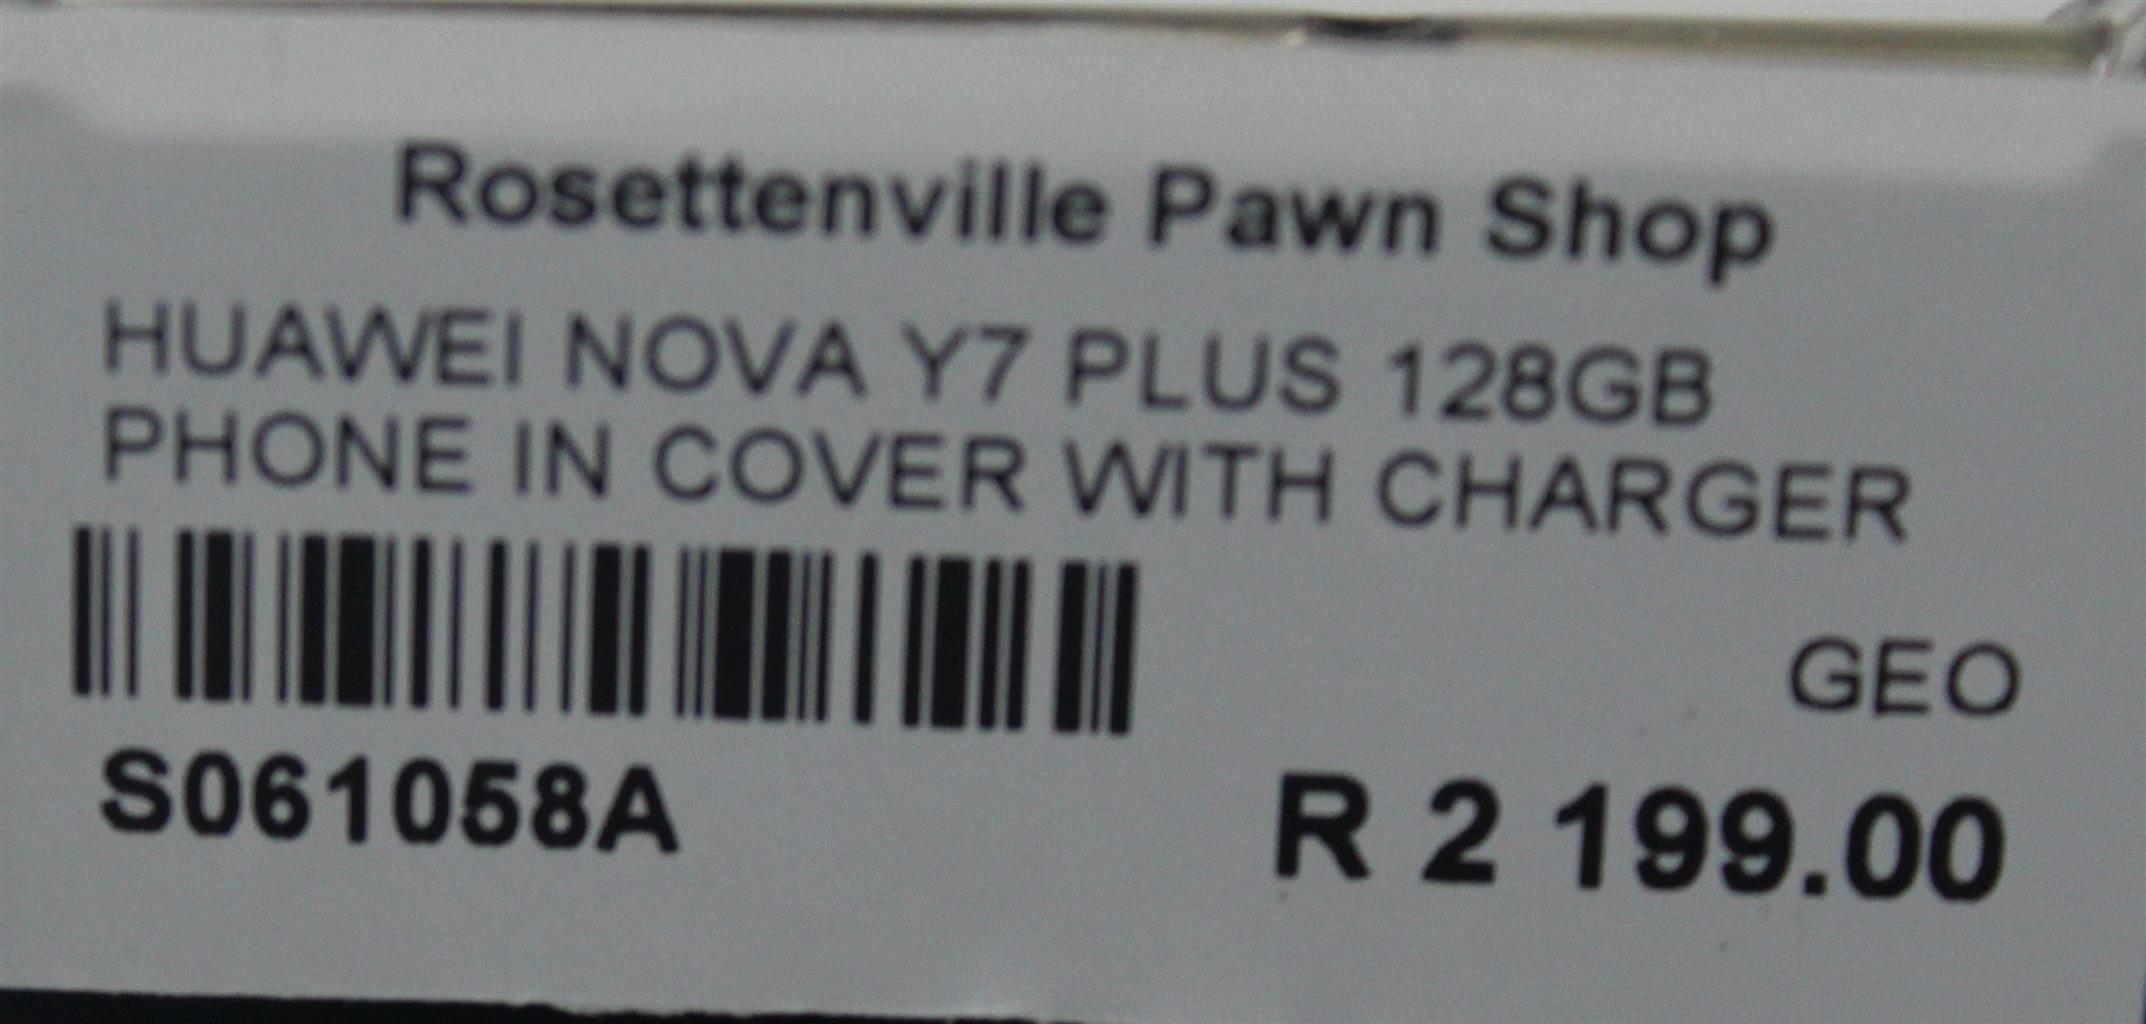 Rosettenville Pawn Shop
HUAWEI NOVA Y7 PLUS 128GB
PHONE IN COVER WITH CHARGER
GEO
S061058A
R 2 199.00